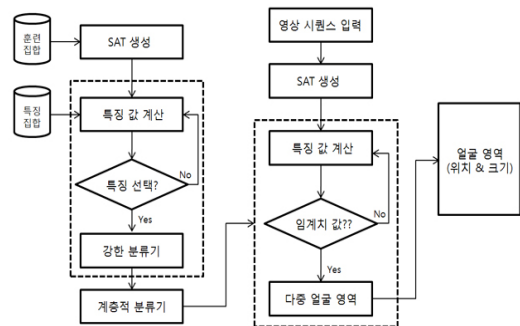 훈련
집합
SAT 생성
특징
집합
특징 값 계산
특징 선택?
No
Yes
강한 분류기
계층적 분류기
영상 시퀀스 입력
SAT 생성
특징 값 계산
임계치 값??
No
Yes
다중 얼굴 영역
얼굴 영역
(위치 & 크기)